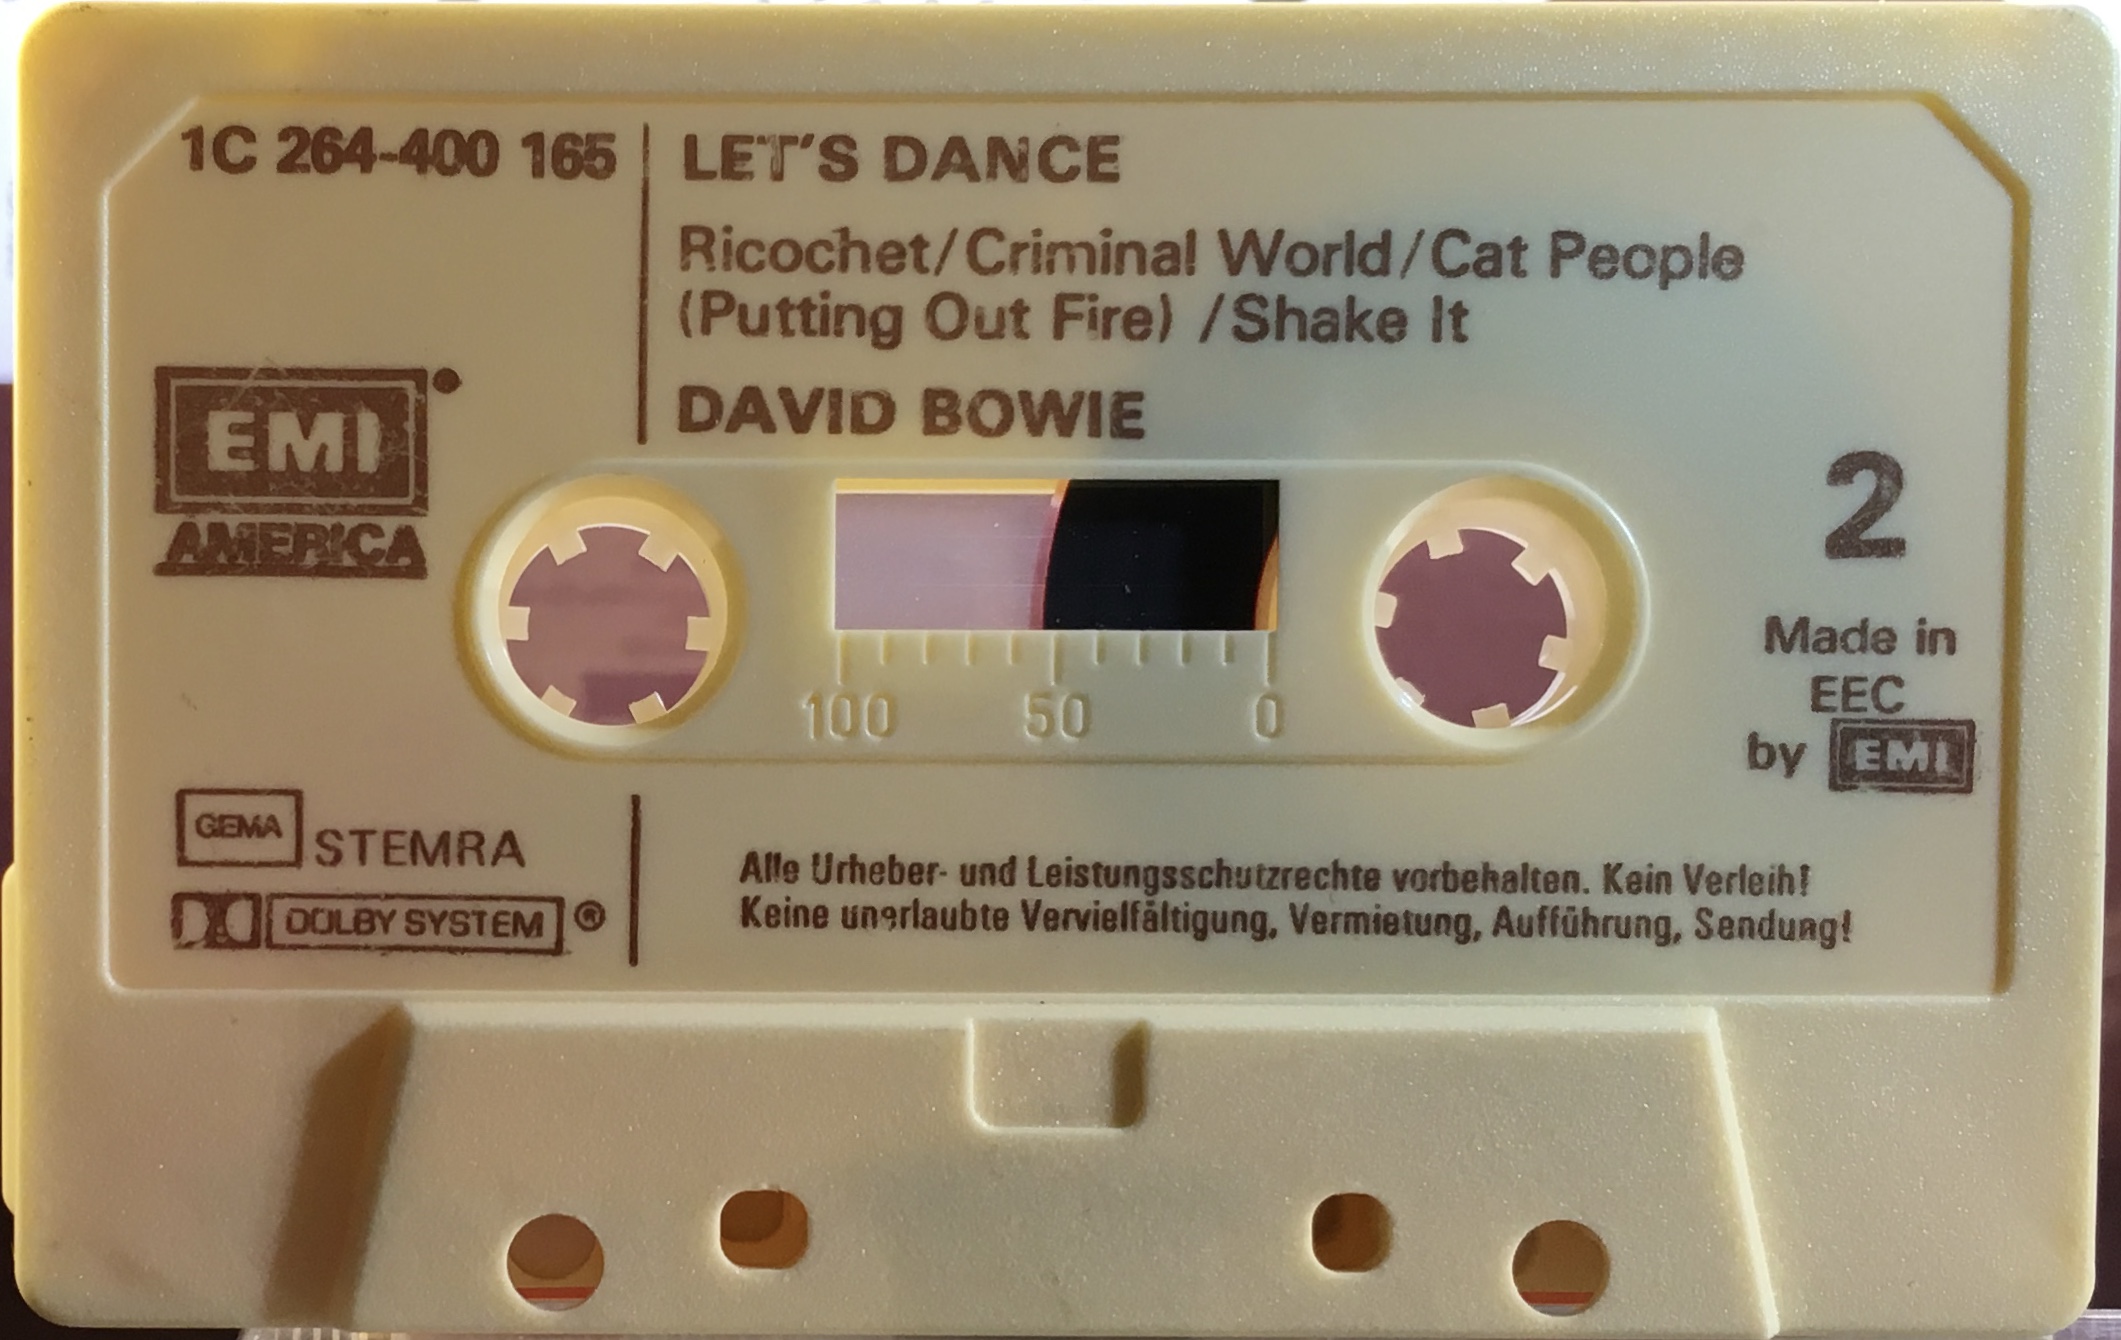 1C 264-400 165
LET'S DANCE
Ricochet/Criminal World/Cat People
(Putting Out Fire) /Shake It
DAVID BOWIE
EMI
AMERICA
2
Made in
EEC
by EMI
100 50 0
GEMA STEMRA
DOLBY SYSTEM ®
Alle Urheber- und Leistungsschutzrechte vorbehalten. Kein Verleih!
Keine unerlaubte Vervielfältigung, Vermietung, Aufführung, Sendung!